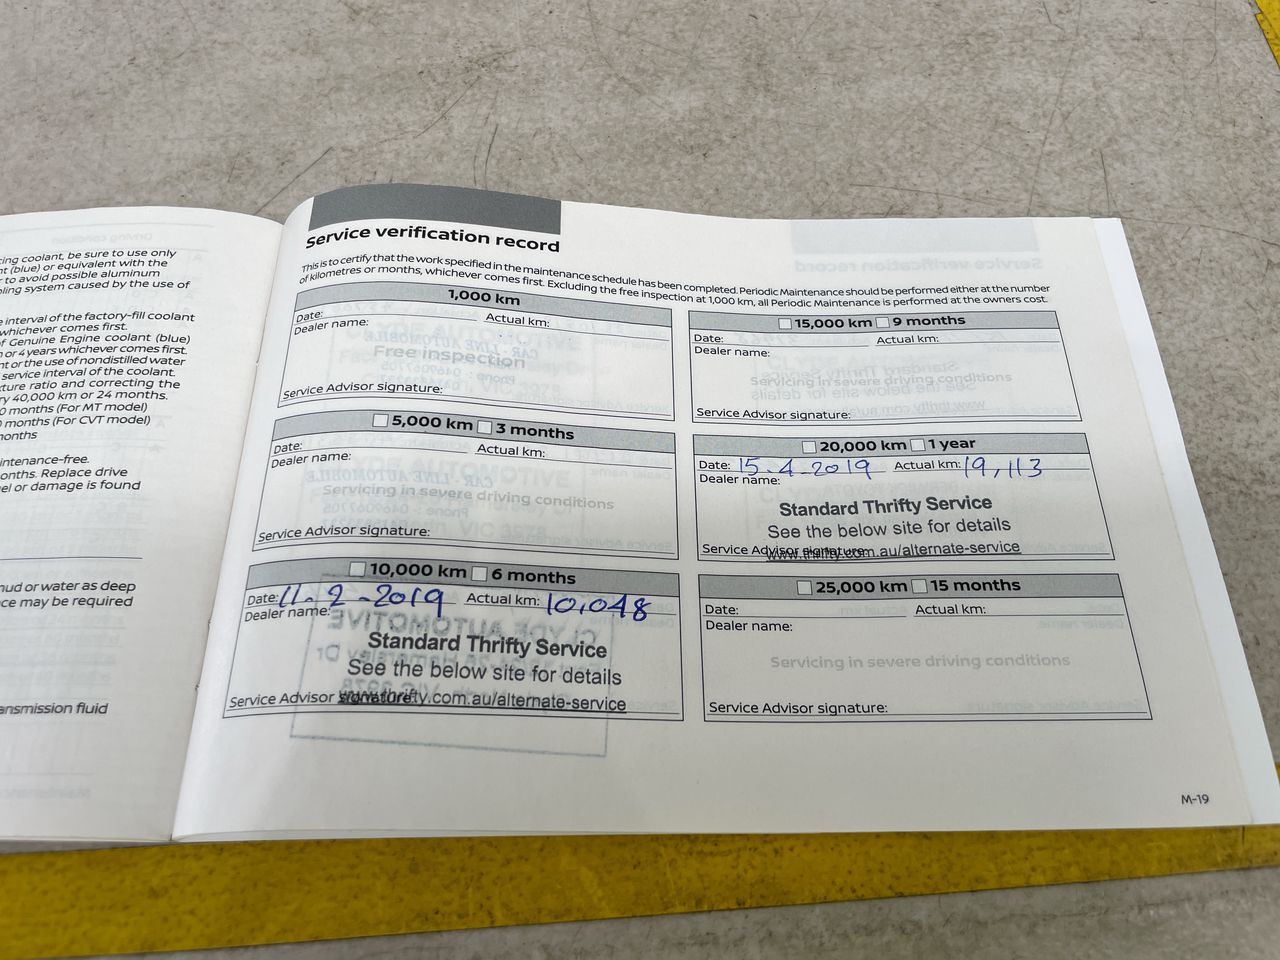 ing coolant, be sure to use only
nt (blue) or equivalent with the
r to avoid possible aluminum
ling system caused by the use of
e interval of the factory-fill coolant
whichever comes first.
f Genuine Engine coolant (blue)
m or 4 years whichever comes first.
nt or the use of nondistilled water
service interval of the coolant.
ture ratio and correcting the
ry 40,000 km or 24 months.
0 months (For MT model)
months (For CVT model)
months
intenance-free.
onths. Replace drive
el or damage is found
mud or water as deep
ce may be required
ansmission fluid
Service verification record
This is to certify that the work specified in the maintenance schedule has been completed. Periodic Maintenance should be performed either at the number
of kilometres or months, whichever comes first. Excluding the free inspection at 1,000 km, all Periodic Maintenance is performed at the owners cost.
1,000 km
Date: Actual km:
Dealer name:
Free inspection
Service Advisor signature:
5,000 km 3 months
Date: Actual km:
Dealer name:
Servicing in severe driving conditions
Service Advisor signature:
10,000 km 6 months
Date: 11-2-2019 Actual km: 10,048
Dealer name:
Standard Thrifty Service
See the below site for details
Service Advisor signature: www.thrifty.com.au/alternate-service
15,000 km 9 months
Date: Actual km:
Dealer name:
Servicing in severe driving conditions
Service Advisor signature:
20,000 km 1 year
Date: 15-4-2019 Actual km: 19,113
Dealer name:
Standard Thrifty Service
See the below site for details
Service Advisor signature www.thrifty.com.au/alternate-service
25,000 km 15 months
Date: Actual km:
Dealer name:
Servicing in severe driving conditions
Service Advisor signature:
M-19